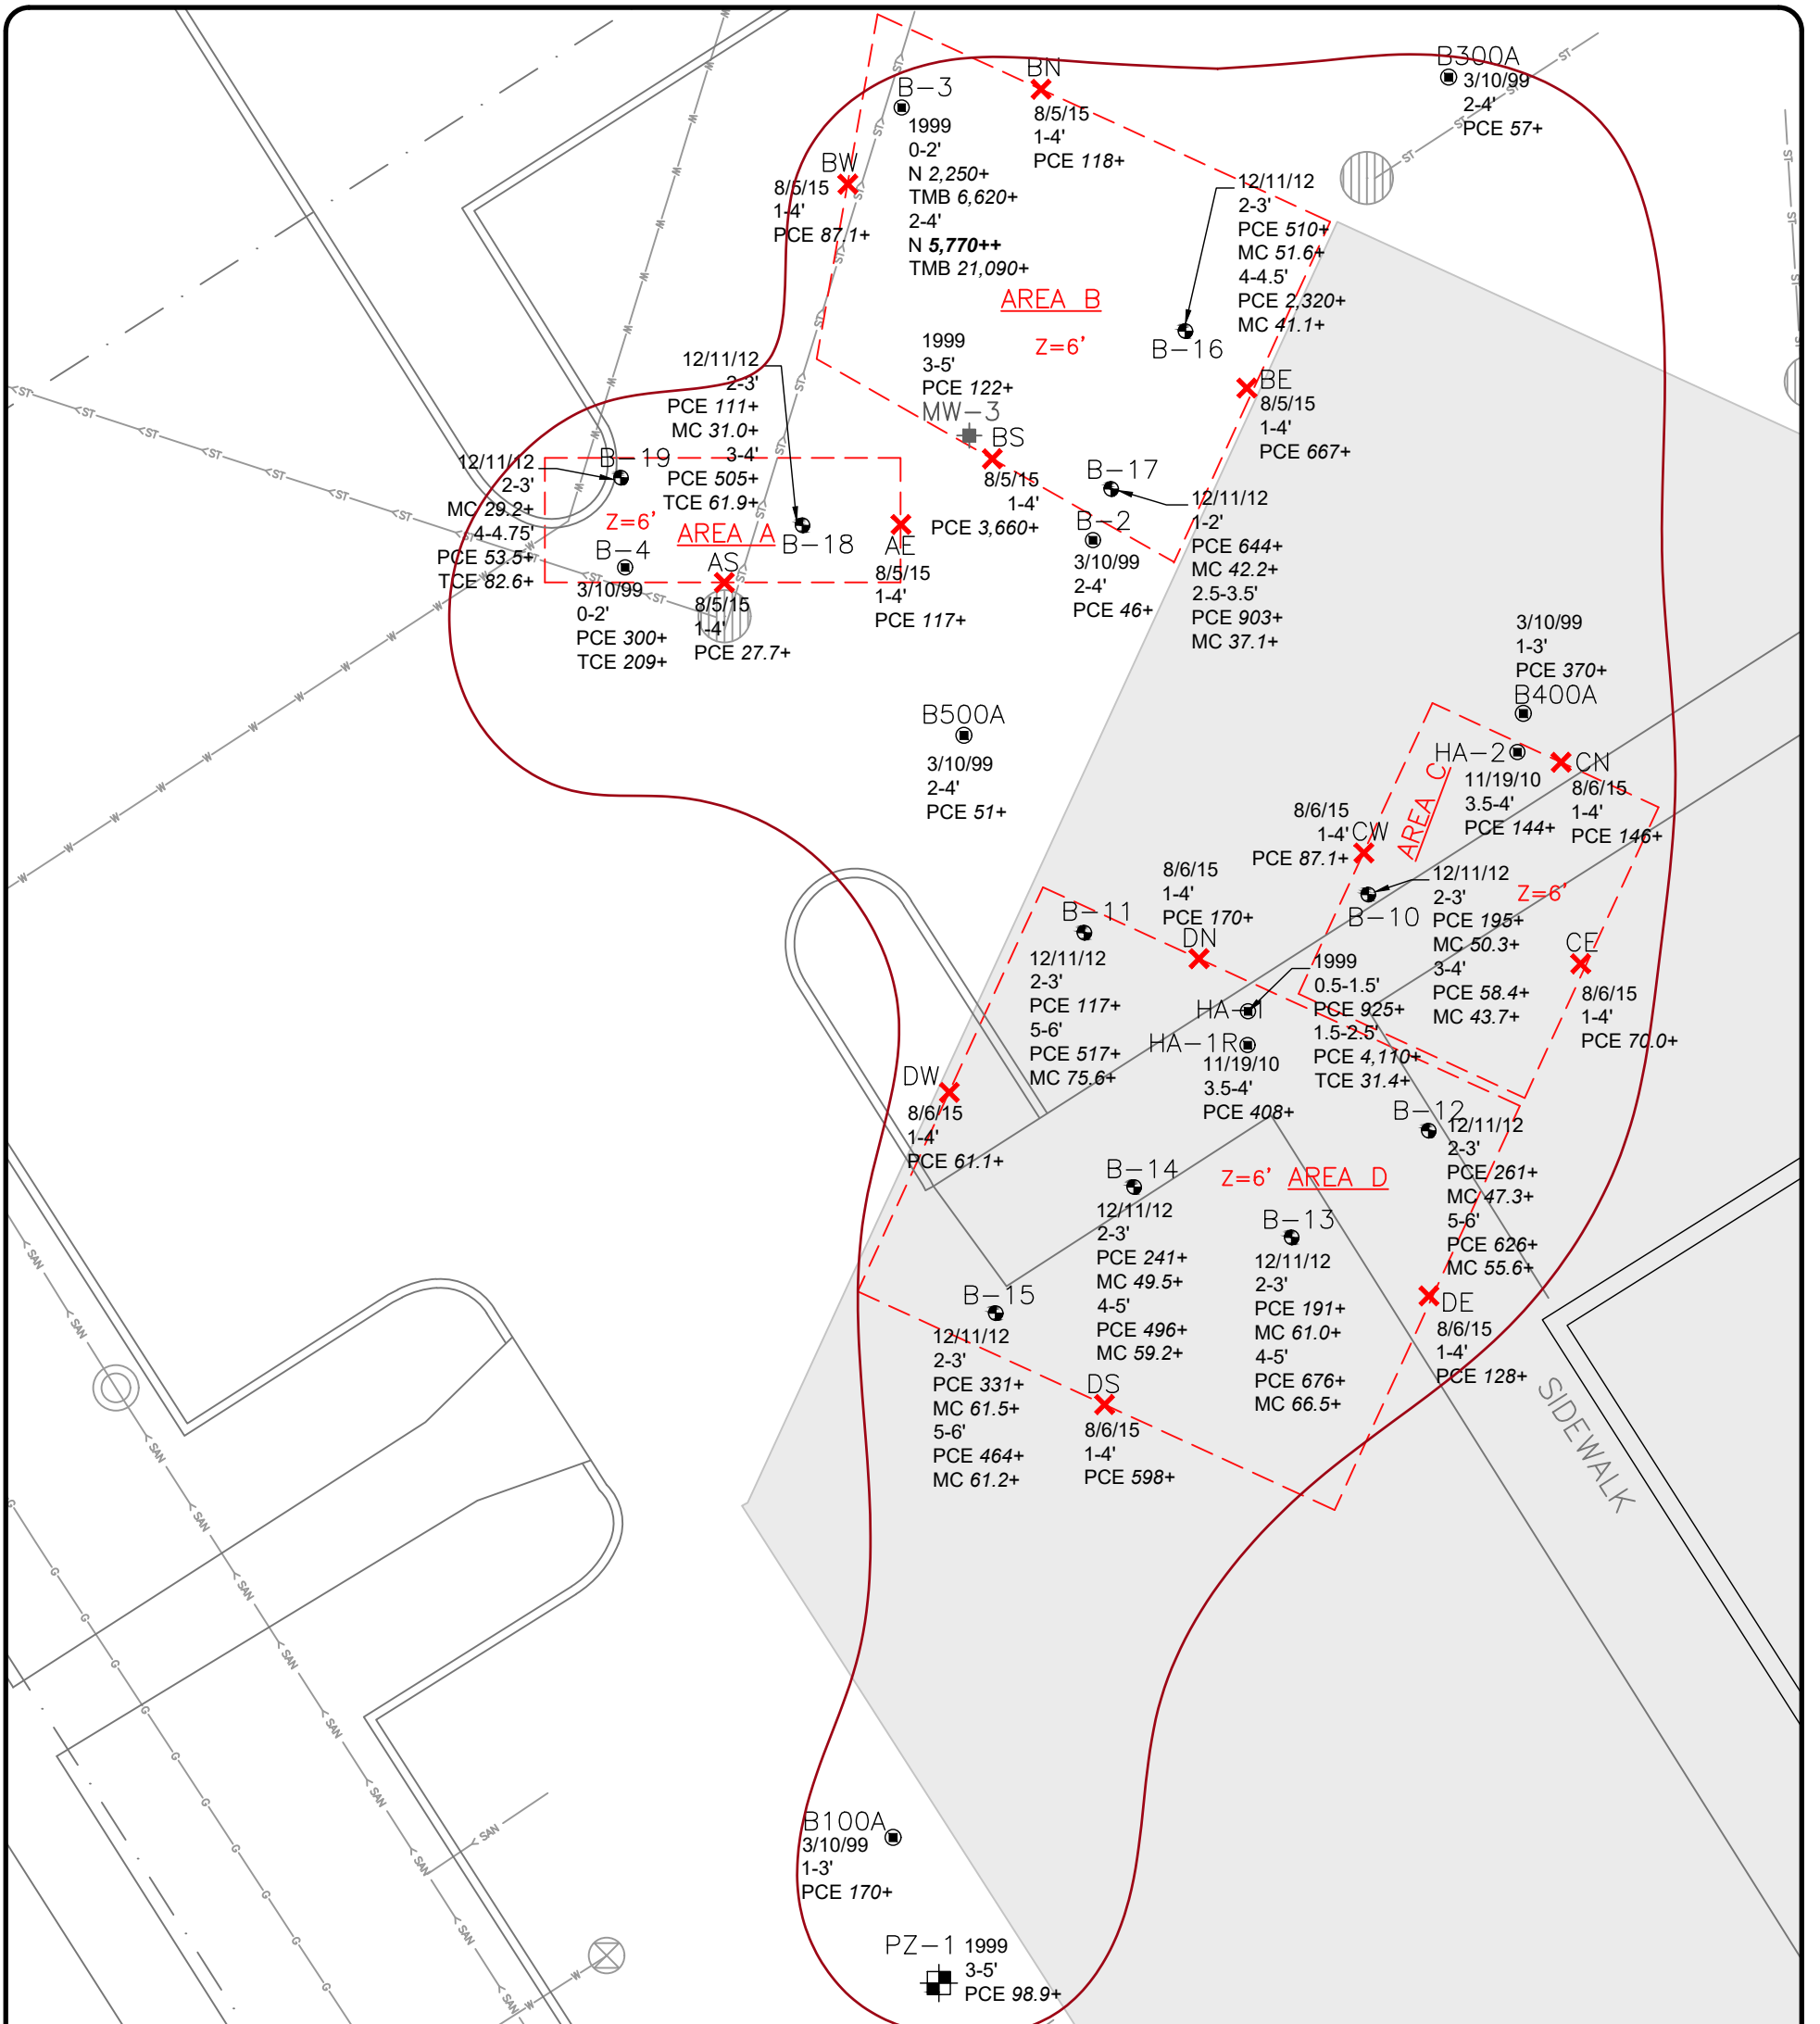 B300A
3/10/99
2-4'
PCE 57+
BN
8/5/15
1-4'
PCE 118+
B-3
1999
0-2'
N 2,250+
TMB 6,620+
2-4'
N 5,770++
TMB 21,090+
BW
8/5/15
1-4'
PCE 87.1+
12/11/12
2-3'
PCE 510+
MC 51.6+
4-4.5'
PCE 2,320+
MC 41.1+
B-16
AREA B
Z=6'
1999
3-5'
PCE 122+
MW-3
BS
8/5/15
1-4'
PCE 3,660+
BE
8/5/15
1-4'
PCE 667+
12/11/12
2-3'
PCE 111+
MC 31.0+
3-4'
PCE 505+
TCE 61.9+
B-18
B-19
12/11/12
2-3'
MC 29.2+
4-4.75'
PCE 53.5+
TCE 82.6+
Z=6'
AREA A
B-4
3/10/99
0-2'
PCE 300+
TCE 209+
AS
8/5/15
1-4'
PCE 27.7+
AE
8/5/15
1-4'
PCE 117+
B-17
12/11/12
1-2'
PCE 644+
MC 42.2+
2.5-3.5'
PCE 903+
MC 37.1+
B-2
3/10/99
2-4'
PCE 46+
3/10/99
1-3'
PCE 370+
B400A
B500A
3/10/99
2-4'
PCE 51+
HA-2
11/19/10
3.5-4'
PCE 144+
CN
8/6/15
1-4'
PCE 146+
AREA C
8/6/15
1-4'
PCE 87.1+
CW
B-10
12/11/12
2-3'
PCE 195+
MC 50.3+
3-4'
PCE 58.4+
MC 43.7+
Z=6'
CE
8/6/15
1-4'
PCE 70.0+
8/6/15
1-4'
PCE 170+
DN
B-11
12/11/12
2-3'
PCE 117+
5-6'
PCE 517+
MC 75.6+
HA-1
1999
0.5-1.5'
PCE 925+
1.5-2.5'
PCE 4,110+
TCE 31.4+
HA-1R
11/19/10
3.5-4'
PCE 408+
DW
8/6/15
1-4'
PCE 61.1+
B-12
12/11/12
2-3'
PCE 261+
MC 47.3+
5-6'
PCE 626+
MC 55.6+
Z=6' AREA D
B-14
12/11/12
2-3'
PCE 241+
MC 49.5+
4-5'
PCE 496+
MC 59.2+
B-13
12/11/12
2-3'
PCE 191+
MC 61.0+
4-5'
PCE 676+
MC 66.5+
B-15
12/11/12
2-3'
PCE 331+
MC 61.5+
5-6'
PCE 464+
MC 61.2+
DS
8/6/15
1-4'
PCE 598+
DE
8/6/15
1-4'
PCE 128+
SIDEWALK
B100A
3/10/99
1-3'
PCE 170+
PZ-1
1999
3-5'
PCE 98.9+